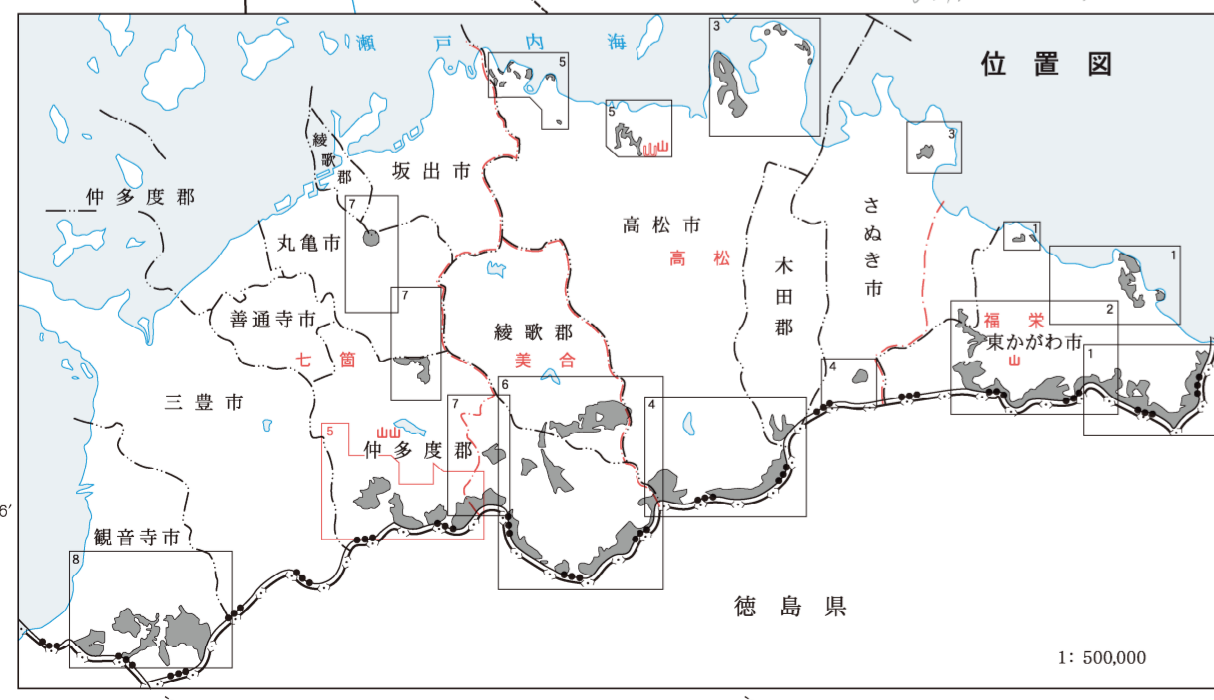 瀬戸内海
位置図
3
5
5
山山
3
綾歌郡
坂出市
仲多度郡
7
丸亀市
高松市
高松
さぬき市
木田郡
1
1
7
善通寺市
綾歌郡
2
福栄
東かがわ市
山
七箇
美合
1
4
6
三豊市
7
4
5
山山
仲多度郡
6′
観音寺市
8
徳島県
1: 500,000